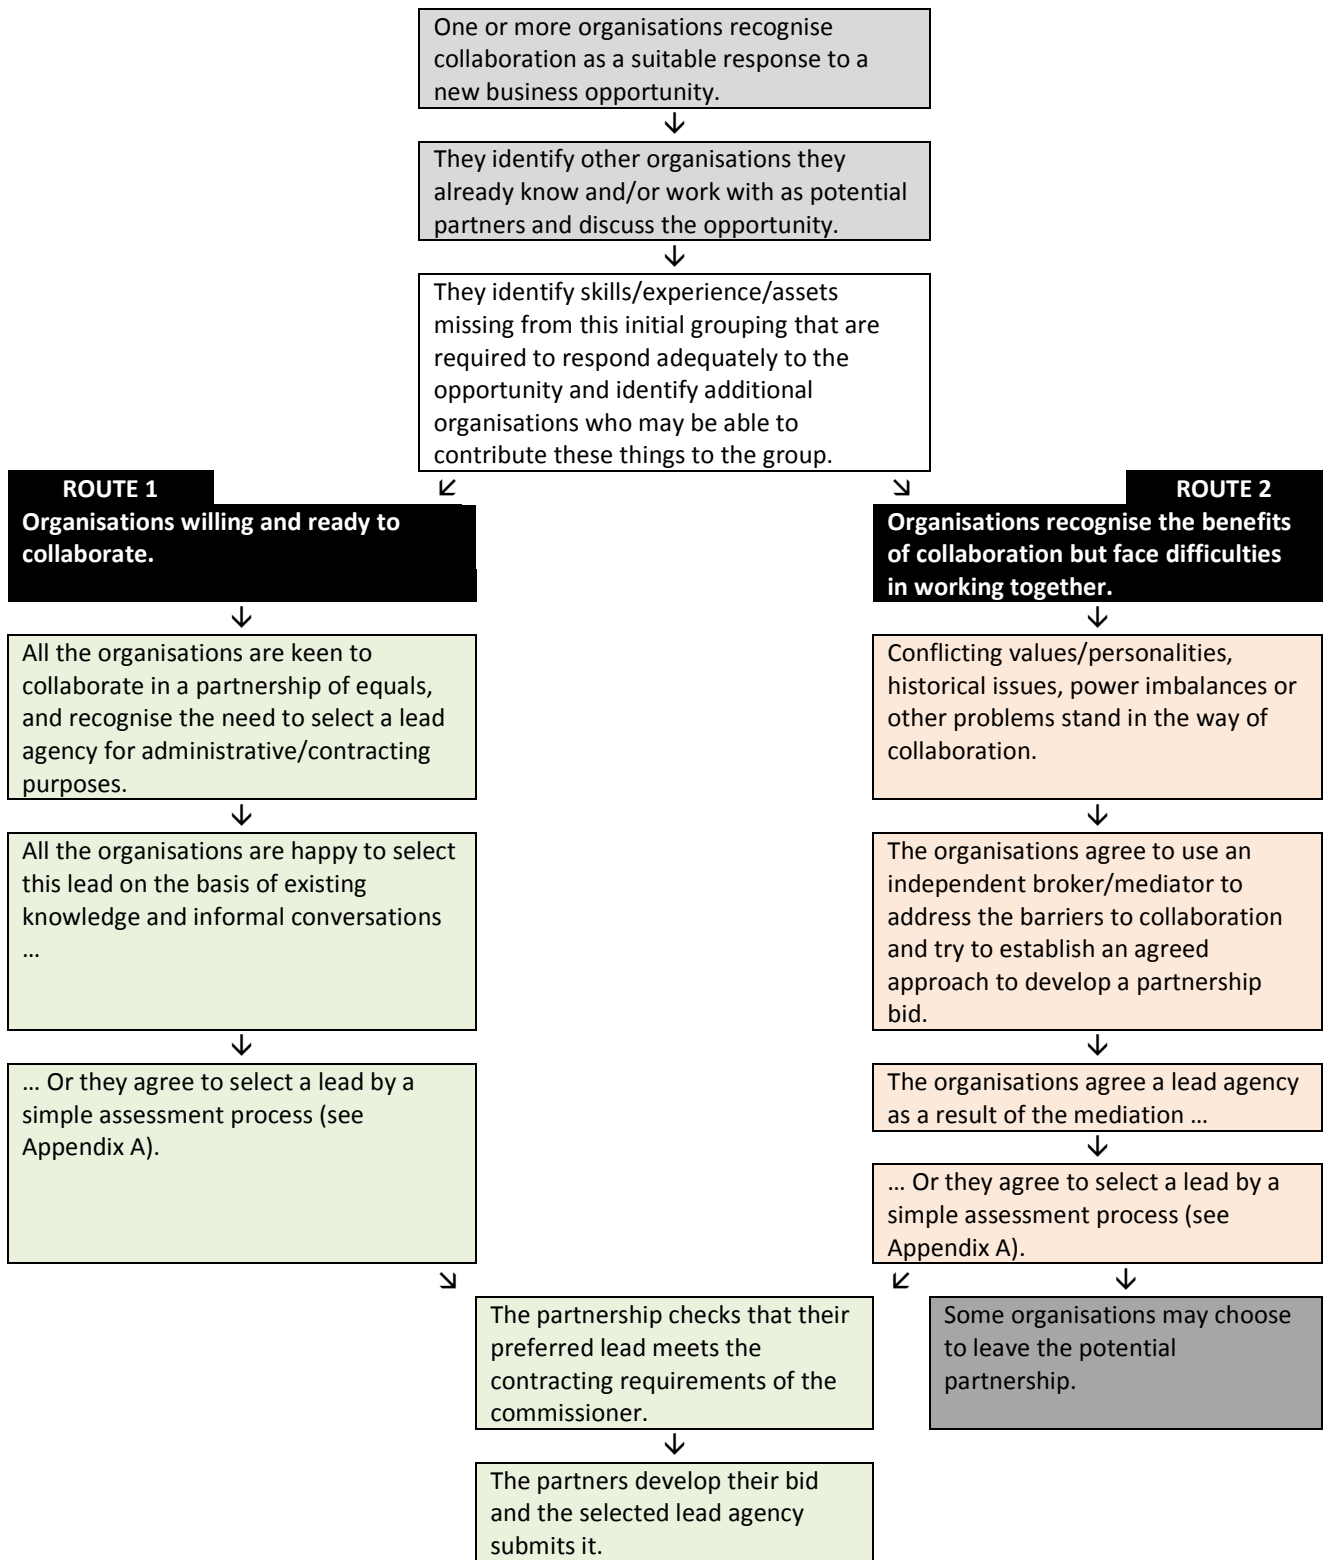 One or more organisations recognise
collaboration as a suitable response to a
new business opportunity.
↓
They identify other organisations they
already know and/or work with as potential
partners and discuss the opportunity.
↓
They identify skills/experience/assets
missing from this initial grouping that are
required to respond adequately to the
opportunity and identify additional
organisations who may be able to
contribute these things to the group.
↙
↘
ROUTE 1
Organisations willing and ready to
collaborate.
↓
All the organisations are keen to
collaborate in a partnership of equals,
and recognise the need to select a lead
agency for administrative/contracting
purposes.
↓
All the organisations are happy to select
this lead on the basis of existing
knowledge and informal conversations
…
↓
… Or they agree to select a lead by a
simple assessment process (see
Appendix A).
↘
ROUTE 2
Organisations recognise the benefits
of collaboration but face difficulties
in working together.
↓
Conflicting values/personalities,
historical issues, power imbalances or
other problems stand in the way of
collaboration.
↓
The organisations agree to use an
independent broker/mediator to
address the barriers to collaboration
and try to establish an agreed
approach to develop a partnership
bid.
↓
The organisations agree a lead agency
as a result of the mediation …
↓
… Or they agree to select a lead by a
simple assessment process (see
Appendix A).
↙
↓
The partnership checks that their
preferred lead meets the
contracting requirements of the
commissioner.
Some organisations may choose
to leave the potential
partnership.
↓
The partners develop their bid
and the selected lead agency
submits it.